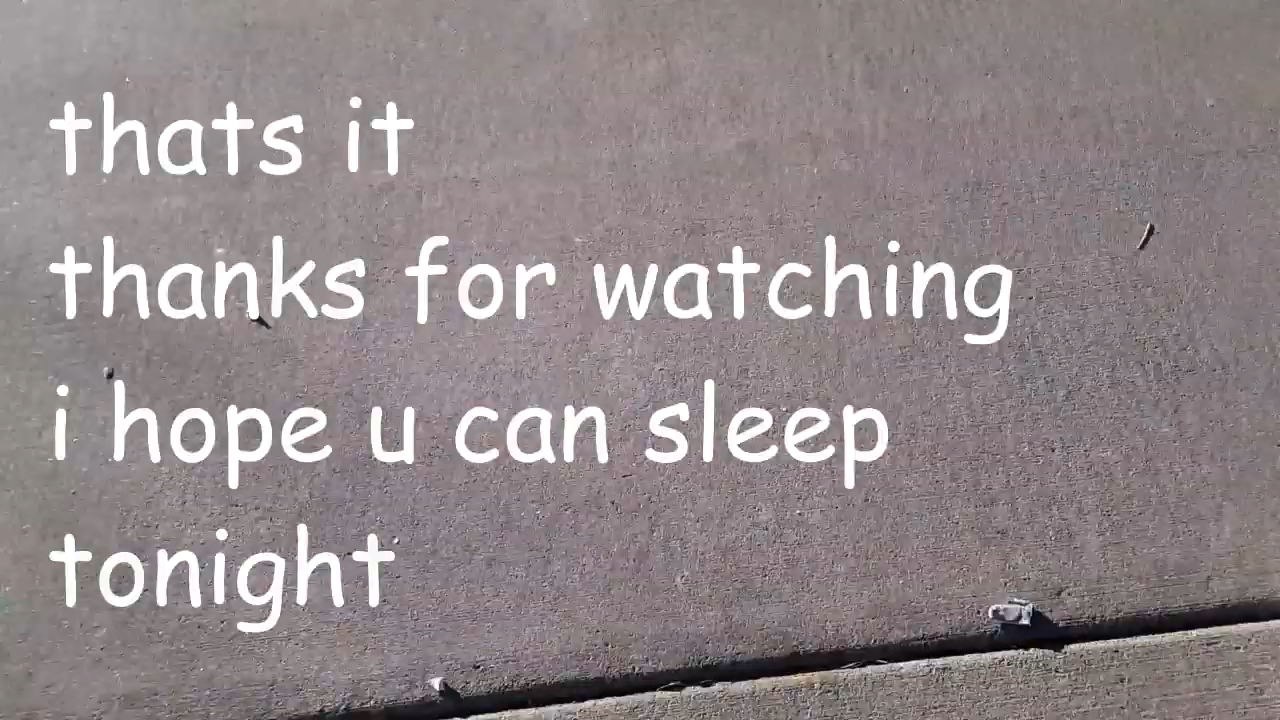 thats it
thanks for watching
i hope u can sleep
tonight